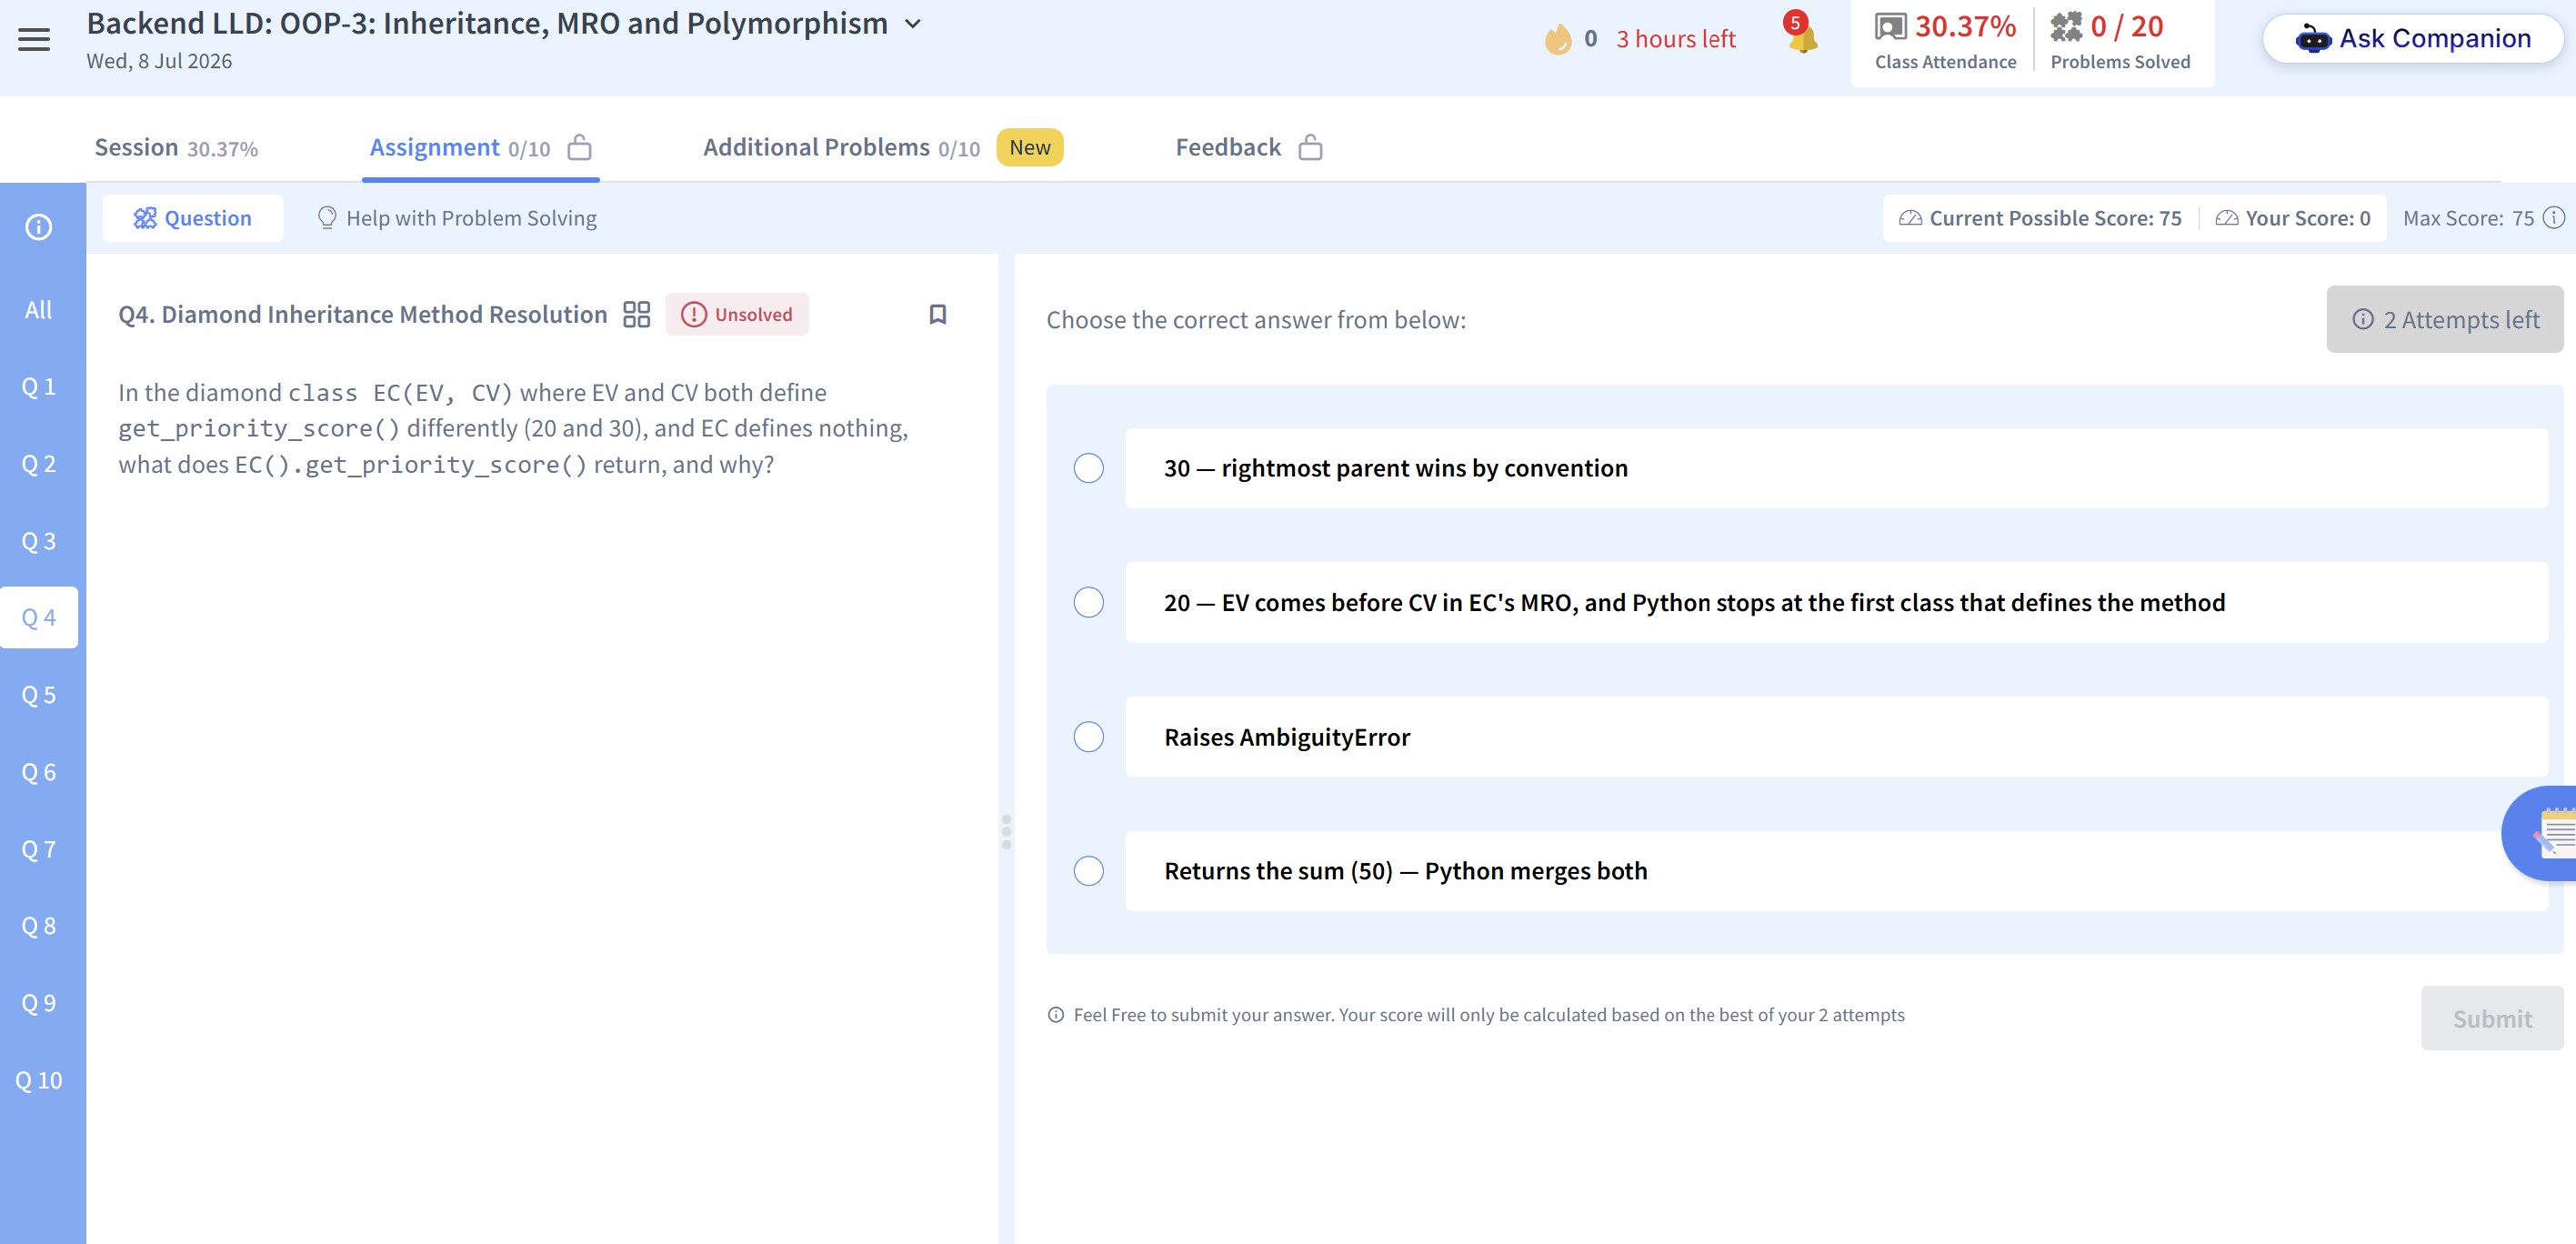 Backend LLD: OOP-3: Inheritance, MRO and Polymorphism
Wed, 8 Jul 2026
0
3 hours left
5
30.37%
Class Attendance
0 / 20
Problems Solved
Ask Companion
Session 30.37%
Assignment 0/10
Additional Problems 0/10
New
Feedback
Question
Help with Problem Solving
Current Possible Score: 75
Your Score: 0
Max Score: 75
All
Q 1
Q 2
Q 3
Q 4
Q 5
Q 6
Q 7
Q 8
Q 9
Q 10
Q4. Diamond Inheritance Method Resolution
Unsolved
In the diamond class EC(EV, CV) where EV and CV both define
get_priority_score() differently (20 and 30), and EC defines nothing,
what does EC().get_priority_score() return, and why?
Choose the correct answer from below:
2 Attempts left
30 — rightmost parent wins by convention
20 — EV comes before CV in EC's MRO, and Python stops at the first class that defines the method
Raises AmbiguityError
Returns the sum (50) — Python merges both
Feel Free to submit your answer. Your score will only be calculated based on the best of your 2 attempts
Submit